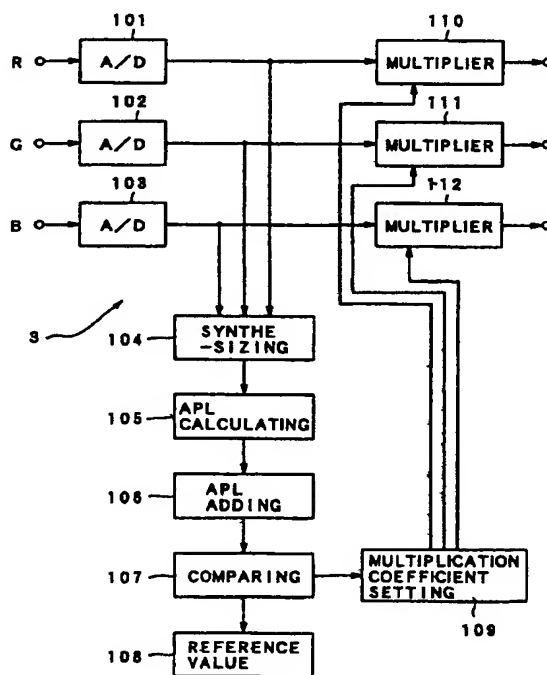 101
110
R
A/D
MULTIPLIER
102
111
G
A/D
MULTIPLIER
103
112
B
A/D
MULTIPLIER
3
104
SYNTHE
-SIZING
105
APL
CALCULATING
106
APL
ADDING
107
COMPARING
MULTIPLICATION
COEFFICIENT
SETTING
109
108
REFERENCE
VALUE